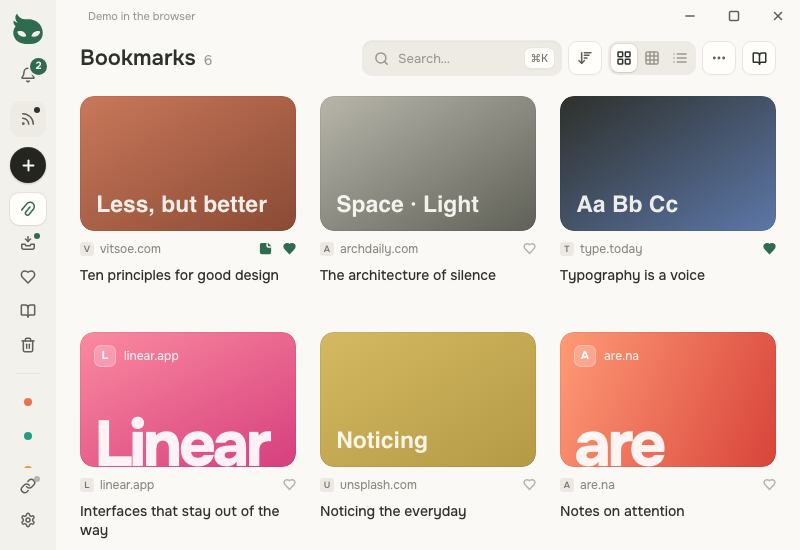 Demo in the browser
2
Bookmarks 6
Search... ⌘K
Less, but better
Space · Light
Aa Bb Cc
V vitsoe.com
A archdaily.com
T type.today
Ten principles for good design
The architecture of silence
Typography is a voice
L linear.app
Linear
Noticing
A are.na
are
L linear.app
U unsplash.com
A are.na
Interfaces that stay out of the
way
Noticing the everyday
Notes on attention